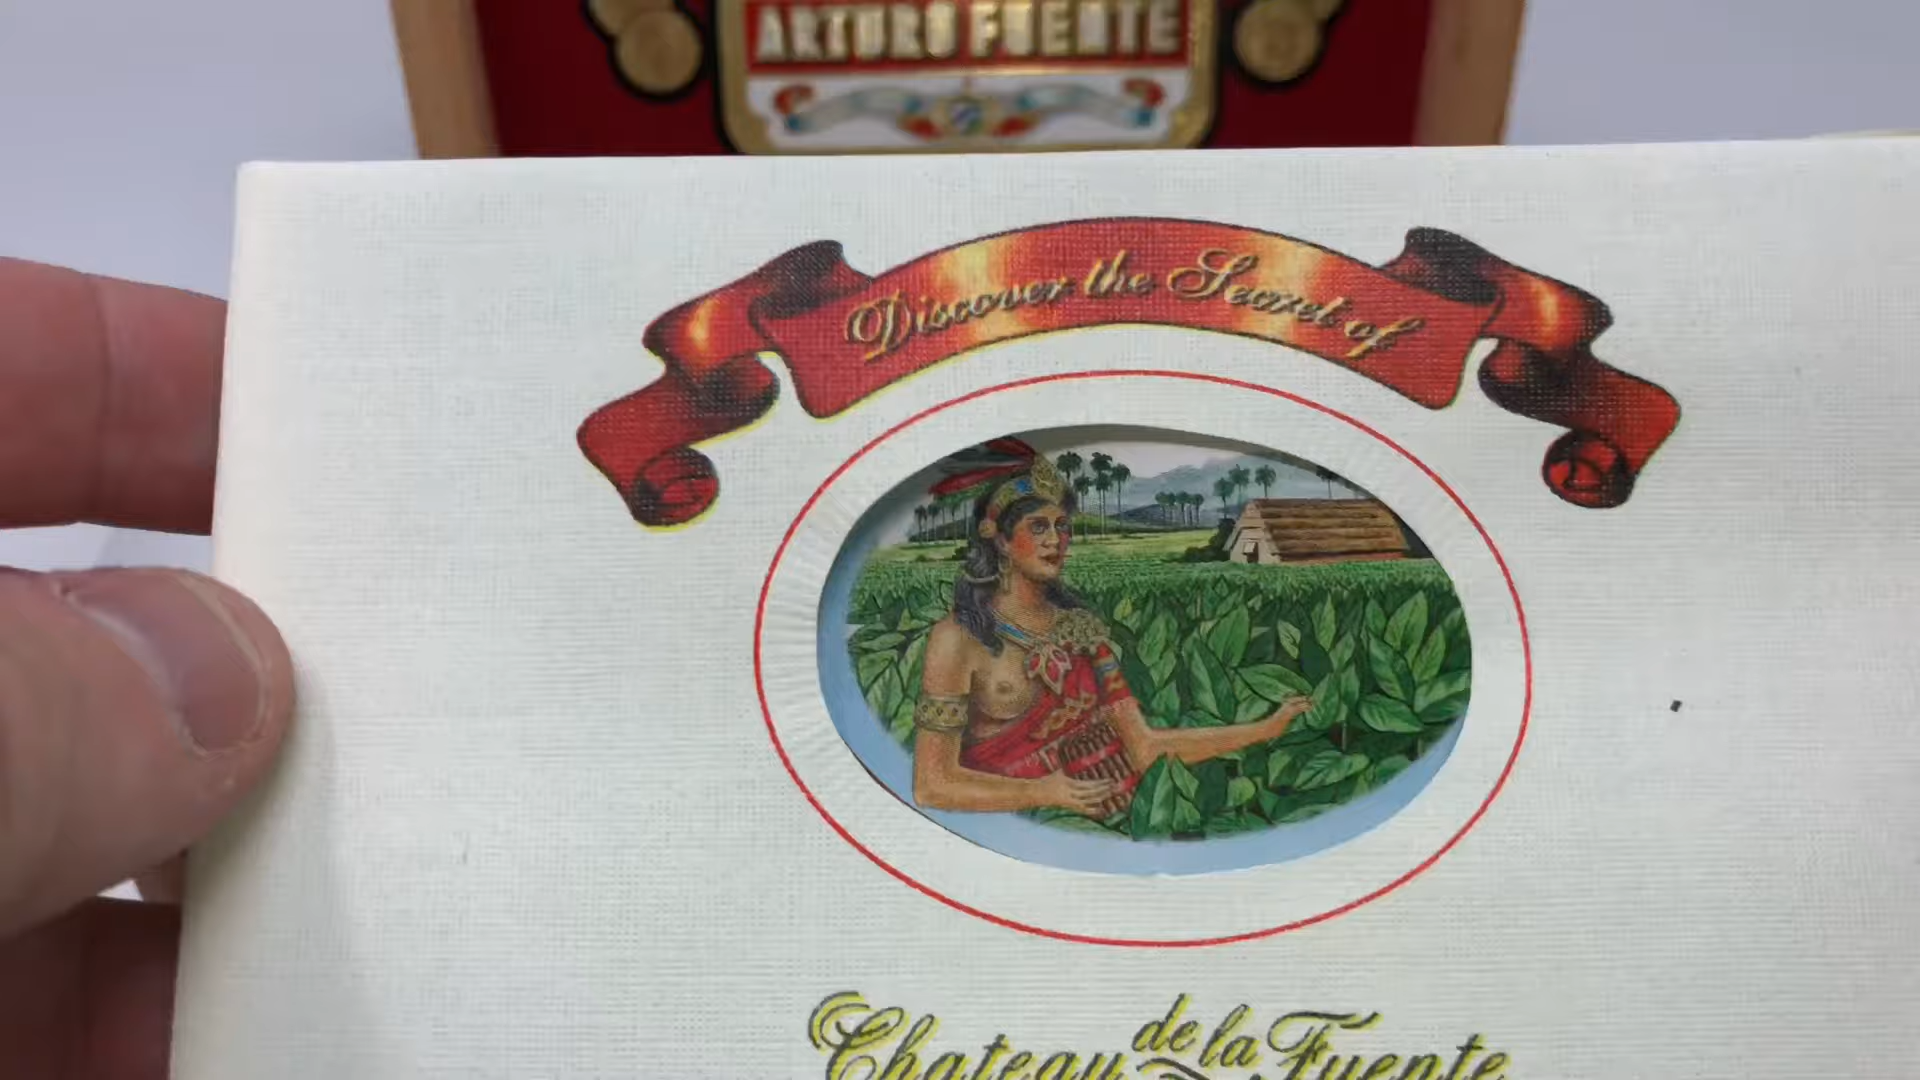 ARTURO FUENTE
Discover the Secret of
Chateau de la Fuente